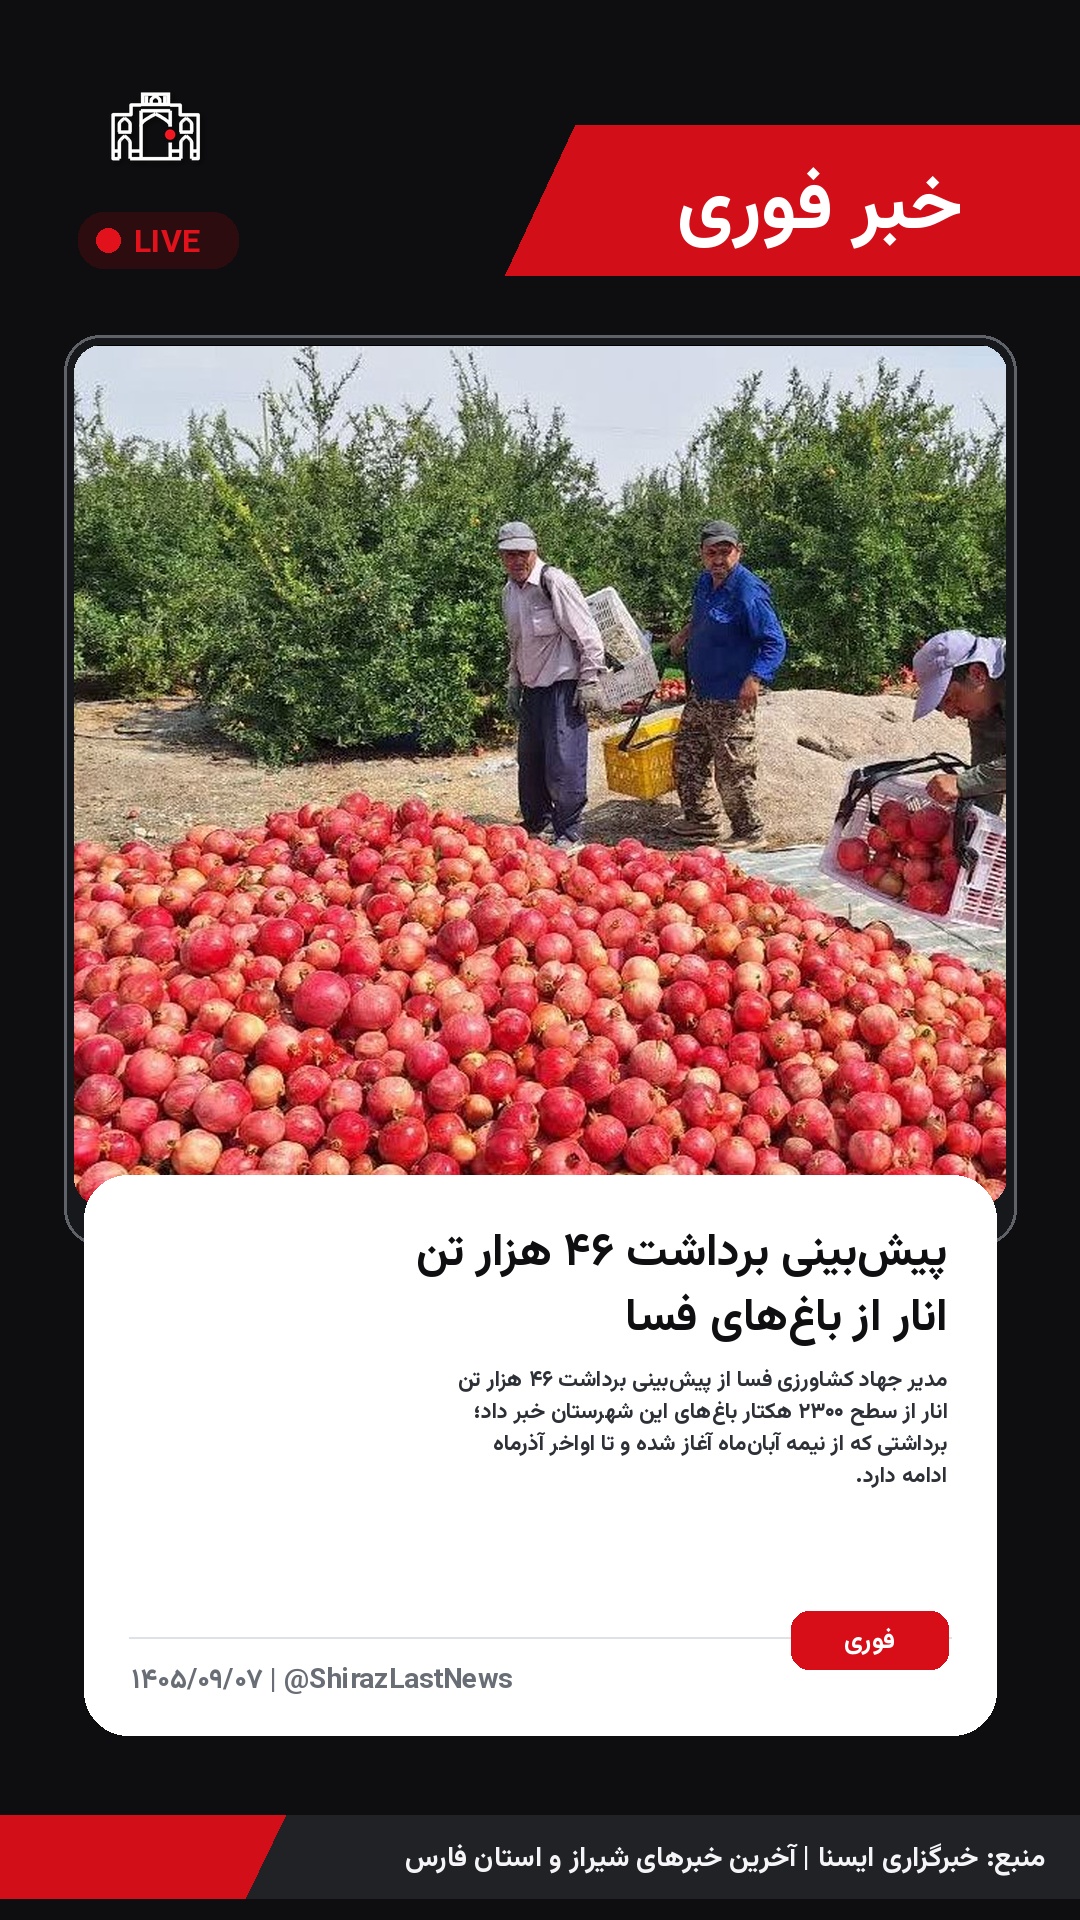 خبر فوری
LIVE
پیش‌بینی برداشت ۴۶ هزار تن
انار از باغ‌های فسا
مدیر جهاد کشاورزی فسا از پیش‌بینی برداشت ۴۶ هزار تن
انار از سطح ۲۳۰۰ هکتار باغ‌های این شهرستان خبر داد؛
برداشتی که از نیمه آبان‌ماه آغاز شده و تا اواخر آذرماه
ادامه دارد.
فوری
۱۴۰۵/۰۹/۰۷ | @ShirazLastNews
منبع: خبرگزاری ایسنا | آخرین خبرهای شیراز و استان فارس